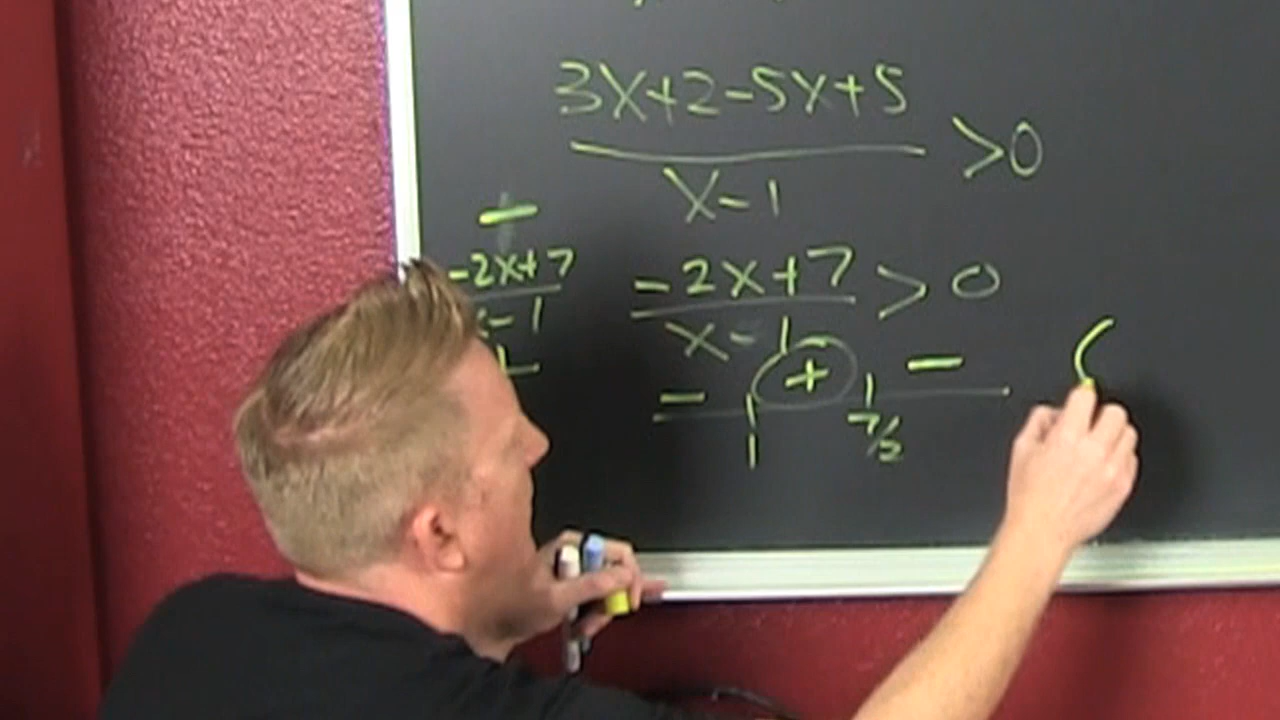 3x+2-5x+5
> 0
x-1
-
-2x+7
x-1
+
-2x+7 > 0
x-1
- + -
1 7/2
(